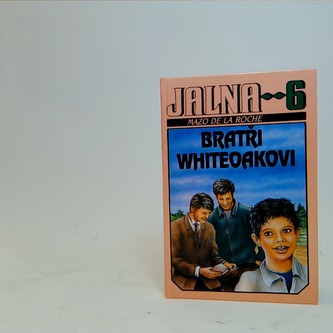 JALNA 6
MAZO DE LA ROCHE
BRATŘI
WHITEOAKOVI